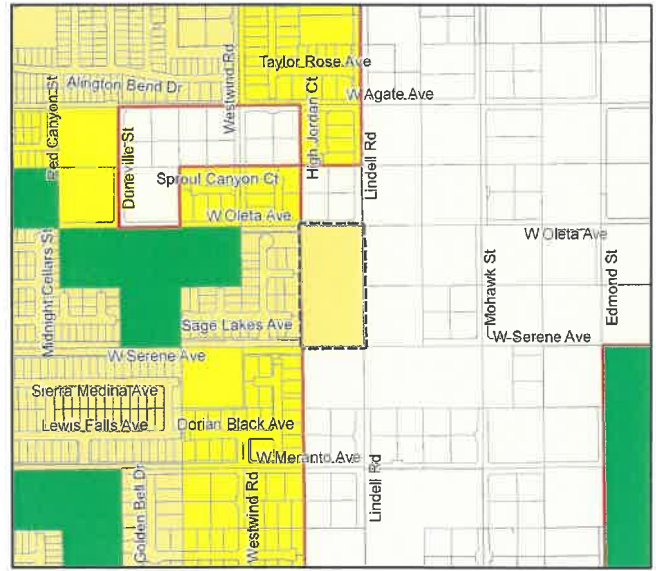 Taylor Rose Ave
Alington Bend Dr
Westwind Rd
W Agate Ave
Red Canyon St
Duneville St
High Jordan Ct
Lindell Rd
Sproul Canyon Ct
W Oleta Ave
W Oleta Ave
Midnight Cellars St
Mohawk St
Edmond St
Sage Lakes Ave
W Serene Ave
W Serene Ave
Sierra Medina Ave
Lewis Falls Ave
Dorian Black Ave
W Meranto Ave
Golden Bell Dr
Westwind Rd
Lindell Rd